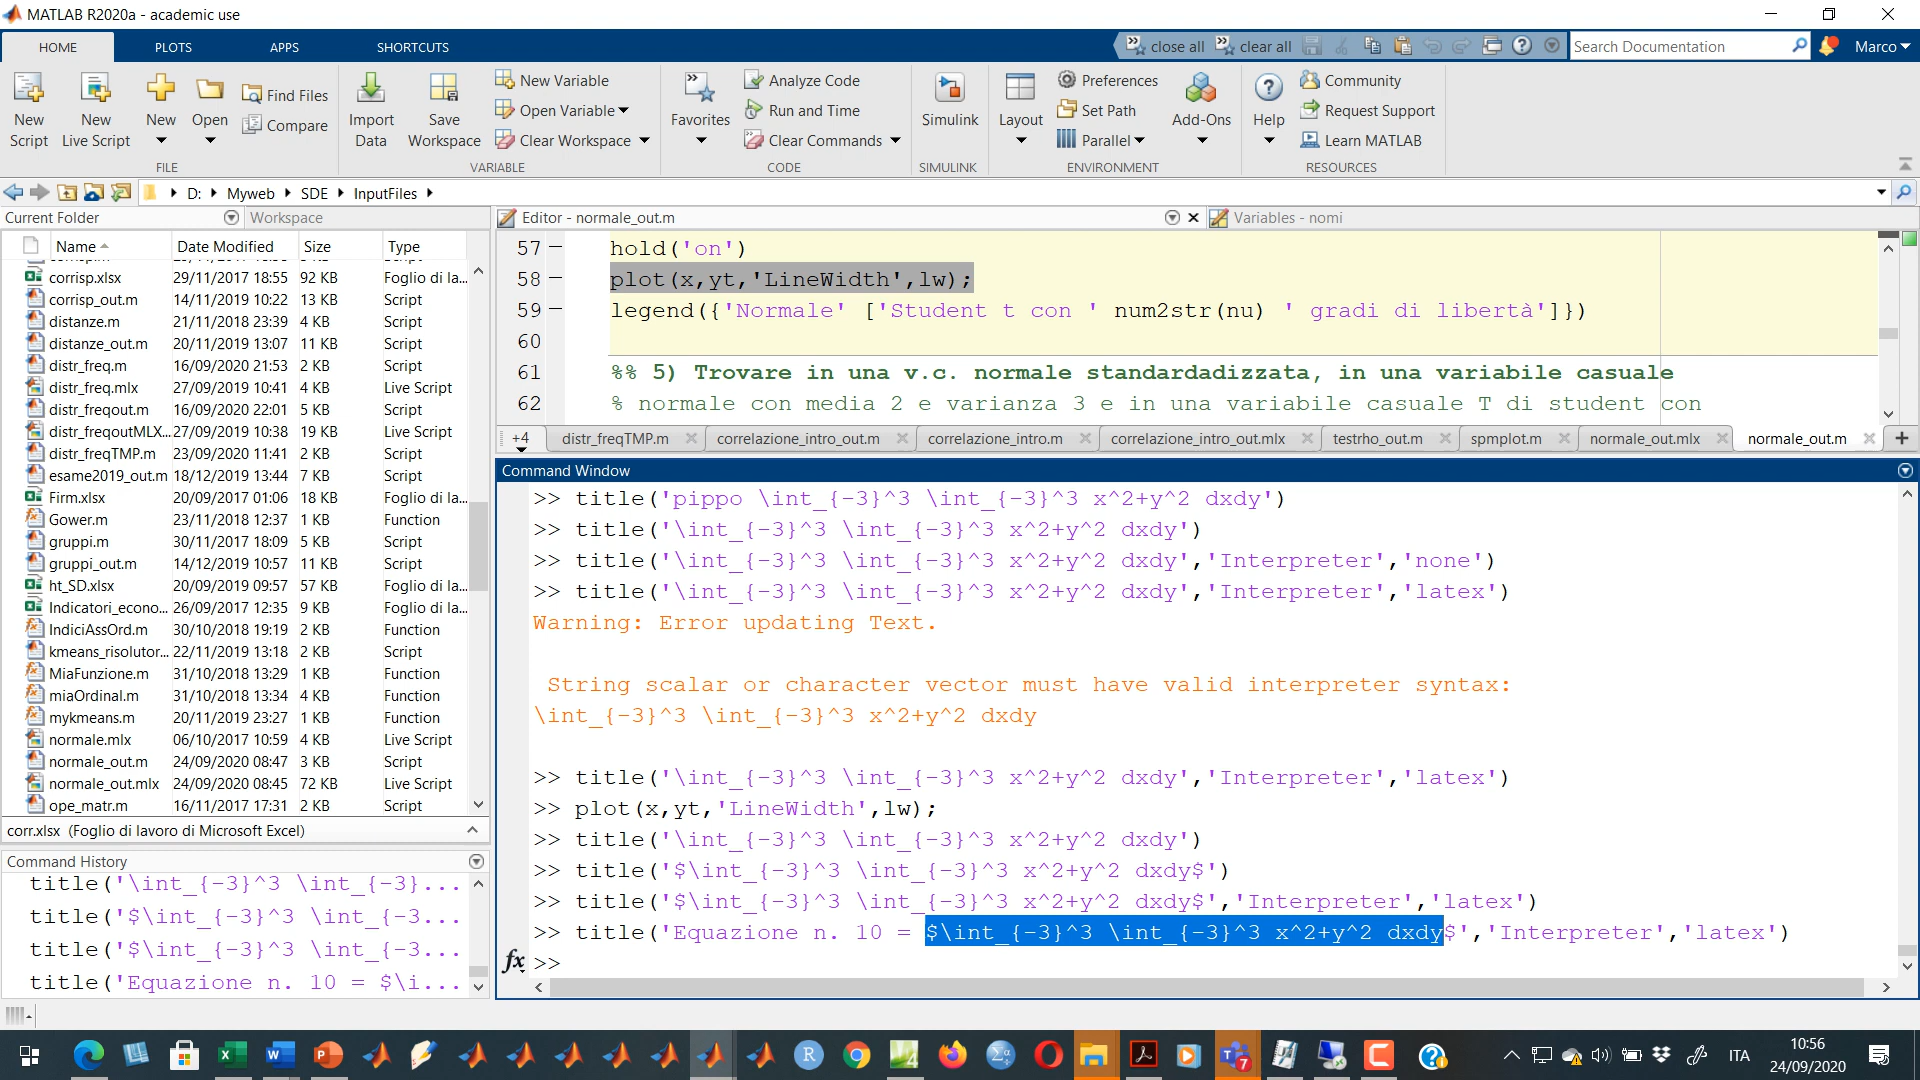 MATLAB R2020a - academic use
HOME PLOTS APPS SHORTCUTS
close all clear all Search Documentation Marco
New Script New Live Script New Open Find Files Compare
Import Data Save Workspace New Variable Open Variable Clear Workspace
Favorites Analyze Code Run and Time Clear Commands
Simulink Layout Preferences Set Path Parallel Add-Ons
Help Community Request Support Learn MATLAB
FILE VARIABLE CODE SIMULINK ENVIRONMENT RESOURCES
D: Myweb SDE InputFiles
Current Folder Workspace
Name Date Modified Size Type
corrisp.xlsx 29/11/2017 18:55 92 KB Foglio di la...
corrisp_out.m 14/11/2019 10:22 13 KB Script
distanze.m 21/11/2018 23:39 4 KB Script
distanze_out.m 20/11/2019 13:07 11 KB Script
distr_freq.m 16/09/2020 21:53 2 KB Script
distr_freq.mlx 27/09/2019 10:41 4 KB Live Script
distr_freqout.m 16/09/2020 22:01 5 KB Script
distr_freqoutMLX... 27/09/2019 10:38 19 KB Live Script
distr_freqTMP.m 23/09/2020 11:41 2 KB Script
esame2019_out.m 18/12/2019 13:44 7 KB Script
Firm.xlsx 20/09/2017 01:06 18 KB Foglio di la...
Gower.m 23/11/2018 12:37 1 KB Function
gruppi.m 30/11/2017 18:09 5 KB Script
gruppi_out.m 14/12/2019 10:57 11 KB Script
ht_SD.xlsx 20/09/2019 09:57 57 KB Foglio di la...
Indicatori_econo... 26/09/2017 12:35 9 KB Foglio di la...
IndiciAssOrd.m 30/10/2018 19:19 2 KB Function
kmeans_risolutor... 22/11/2019 13:18 2 KB Script
MiaFunzione.m 31/10/2018 13:29 1 KB Function
miaOrdinal.m 31/10/2018 13:34 4 KB Function
mykmeans.m 20/11/2019 23:27 1 KB Function
normale.mlx 06/10/2017 10:59 4 KB Live Script
normale_out.m 24/09/2020 08:47 3 KB Script
normale_out.mlx 24/09/2020 08:45 72 KB Live Script
ope_matr.m 16/11/2017 17:31 2 KB Script
corr.xlsx (Foglio di lavoro di Microsoft Excel)
Command History
title('\int_{-3}^3 \int_{-3}...
title('$\int_{-3}^3 \int_{-3...
title('$\int_{-3}^3 \int_{-3...
title('Equazione n. 10 = $\i...
Editor - normale_out.m Variables - nomi
57 hold('on')
58 plot(x,yt,'LineWidth',lw);
59 legend({'Normale' ['Student t con ' num2str(nu) ' gradi di libertà']})
60
61 %% 5) Trovare in una v.c. normale standardadizzata, in una variabile casuale
62 % normale con media 2 e varianza 3 e in una variabile casuale T di student con
+4 distr_freqTMP.m correlazione_intro_out.m correlazione_intro.m correlazione_intro_out.mlx testrho_out.m spmplot.m normale_out.mlx normale_out.m
Command Window
>> title('pippo \int_{-3}^3 \int_{-3}^3 x^2+y^2 dxdy')
>> title('\int_{-3}^3 \int_{-3}^3 x^2+y^2 dxdy')
>> title('\int_{-3}^3 \int_{-3}^3 x^2+y^2 dxdy','Interpreter','none')
>> title('\int_{-3}^3 \int_{-3}^3 x^2+y^2 dxdy','Interpreter','latex')
Warning: Error updating Text.
String scalar or character vector must have valid interpreter syntax:
\int_{-3}^3 \int_{-3}^3 x^2+y^2 dxdy
>> title('\int_{-3}^3 \int_{-3}^3 x^2+y^2 dxdy','Interpreter','latex')
>> plot(x,yt,'LineWidth',lw);
>> title('\int_{-3}^3 \int_{-3}^3 x^2+y^2 dxdy')
>> title('$\int_{-3}^3 \int_{-3}^3 x^2+y^2 dxdy$')
>> title('$\int_{-3}^3 \int_{-3}^3 x^2+y^2 dxdy$','Interpreter','latex')
>> title('Equazione n. 10 = $\int_{-3}^3 \int_{-3}^3 x^2+y^2 dxdy$','Interpreter','latex')
fx >>
ITA 10:56
24/09/2020